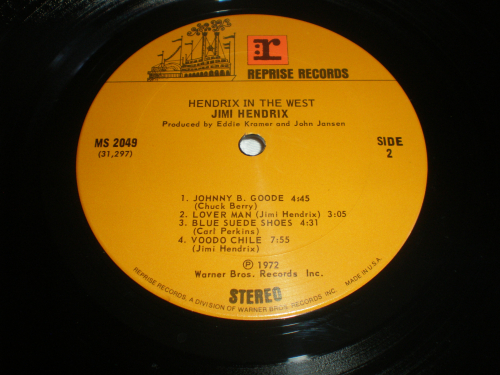 r
REPRISE RECORDS
HENDRIX IN THE WEST
JIMI HENDRIX
Produced by Eddie Kramer and John Jansen
MS 2049
(31,297)
SIDE
2
1. JOHNNY B. GOODE 4:45
(Chuck Berry)
2. LOVER MAN (Jimi Hendrix) 3:05
3. BLUE SUEDE SHOES 4:31
(Carl Perkins)
4. VOODO CHILE 7:55
(Jimi Hendrix)
℗ 1972
Warner Bros. Records Inc.
STEREO
REPRISE RECORDS, A DIVISION OF WARNER BROS. RECORDS INC. MADE IN U.S.A.